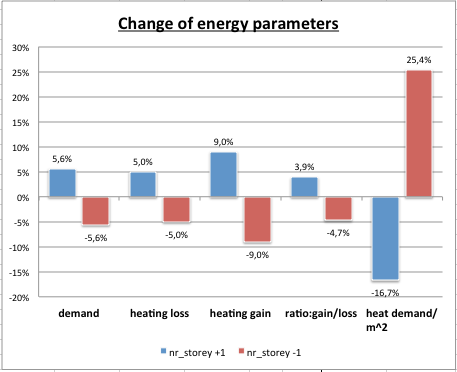 Change of energy parameters
30%
25%
20%
15%
10%
5%
0%
-5%
-10%
-15%
-20%
5,6%
-5,6%
5,0%
-5,0%
9,0%
-9,0%
3,9%
-4,7%
-16,7%
25,4%
demand
heating loss
heating gain
ratio:gain/loss
heat demand/
m^2
nr_storey +1
nr_storey -1